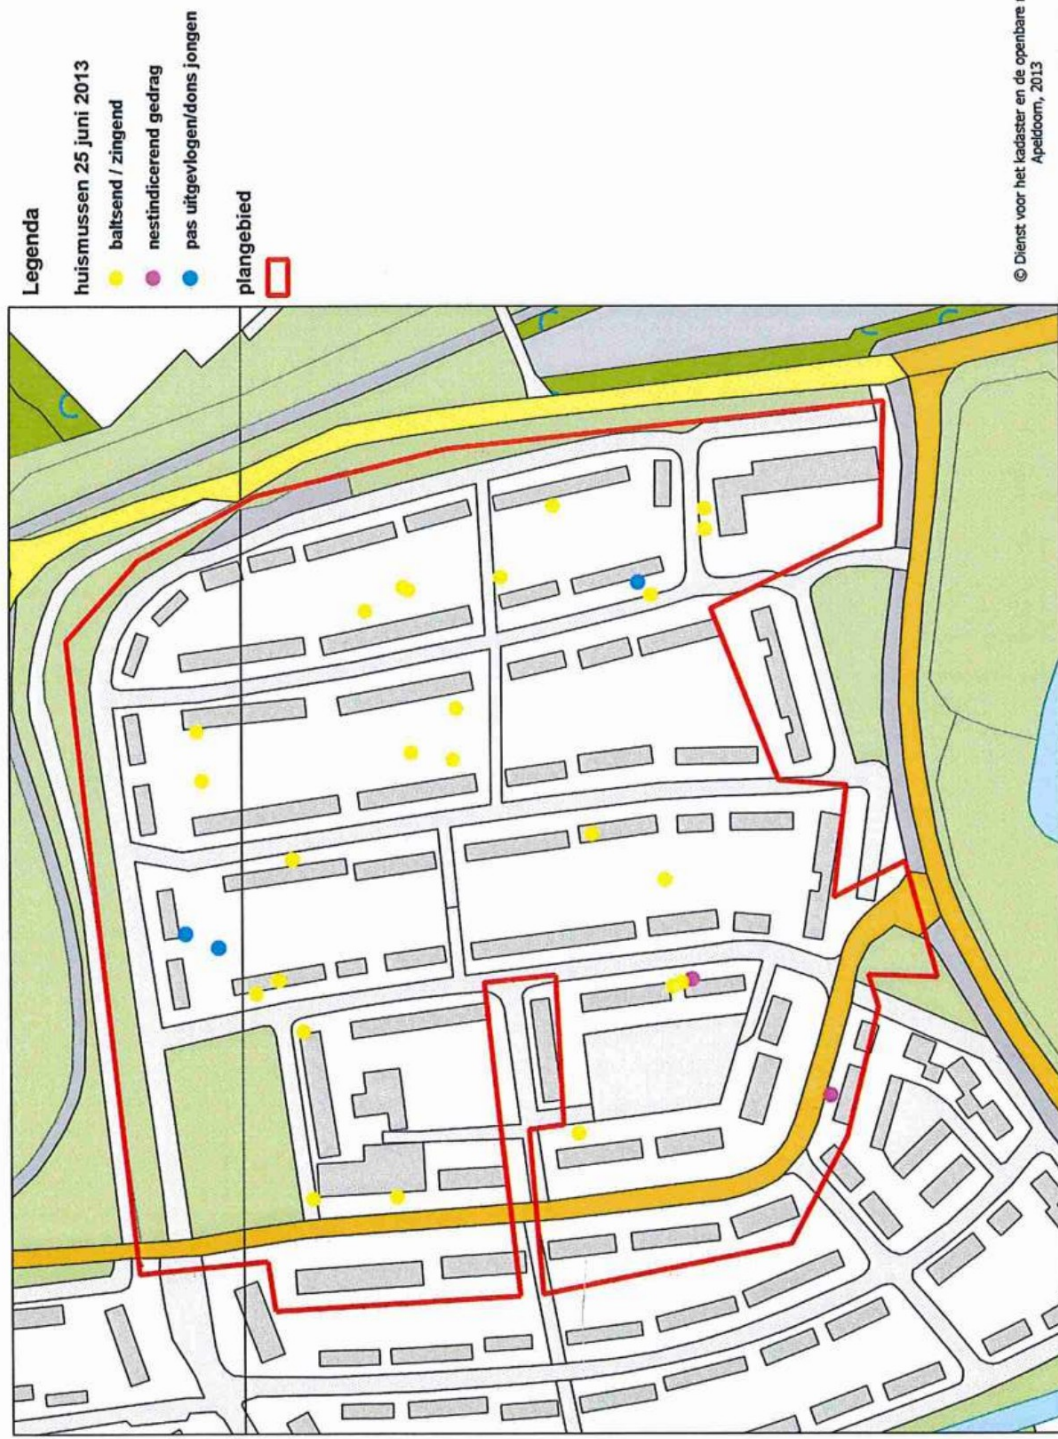 Legenda
huismussen 25 juni 2013
baltsend / zingend
nestindicerend gedrag
pas uitgevlogen/dons jongen
plangebied
© Dienst voor het kadaster en de openbare
Apeldoorn, 2013